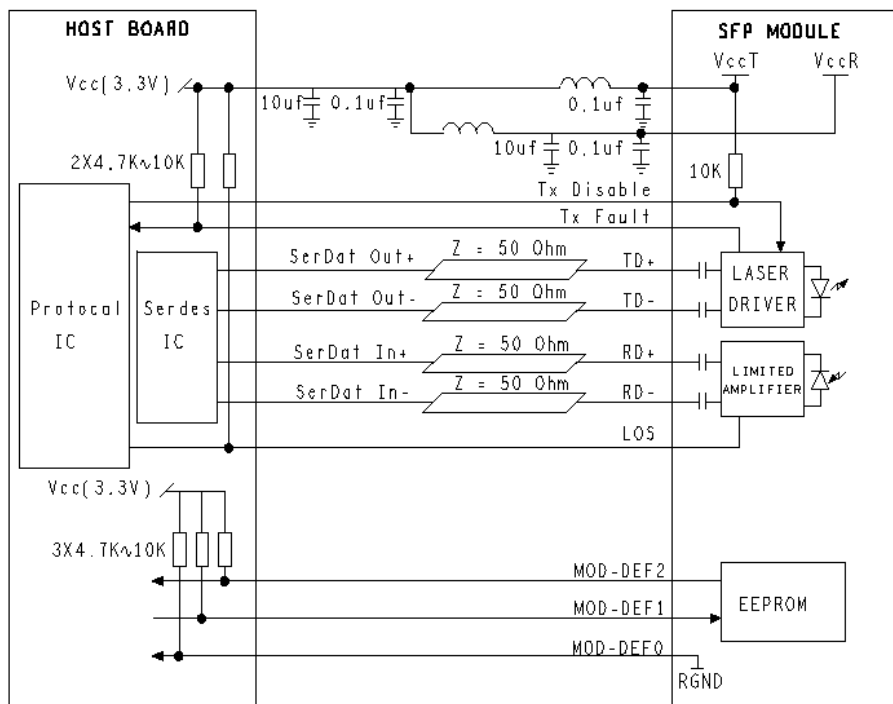 HOST BOARD
SFP MODULE
VccT
VccR
Vcc(3.3V)
10uf
0.1uf
0.1uf
10uf
0.1uf
2X4.7K~10K
10K
Tx Disable
Tx Fault
SerDat Out+
Z = 50 Ohm
TD+
SerDat Out-
Z = 50 Ohm
TD-
LASER
DRIVER
Protocal
IC
Serdes
IC
SerDat In+
Z = 50 Ohm
RD+
SerDat In-
Z = 50 Ohm
RD-
LIMITED
AMPLIFIER
LOS
Vcc(3.3V)
3X4.7K~10K
MOD-DEF2
MOD-DEF1
EEPROM
MOD-DEF0
RGND